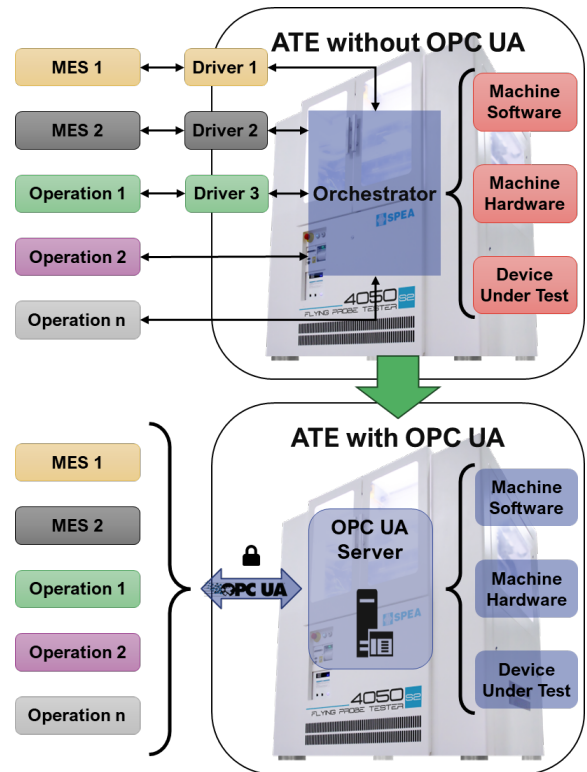 ATE without OPC UA
MES 1
Driver 1
MES 2
Driver 2
Operation 1
Driver 3
Operation 2
Operation n
Orchestrator
Machine
Software
Machine
Hardware
Device
Under Test
SPEA
4050 S2
FLYING PROBE TESTER
ATE with OPC UA
MES 1
MES 2
Operation 1
Operation 2
Operation n
OPC UA
OPC UA
Server
Machine
Software
Machine
Hardware
Device
Under Test
SPEA
4050 S2
FLYING PROBE TESTER